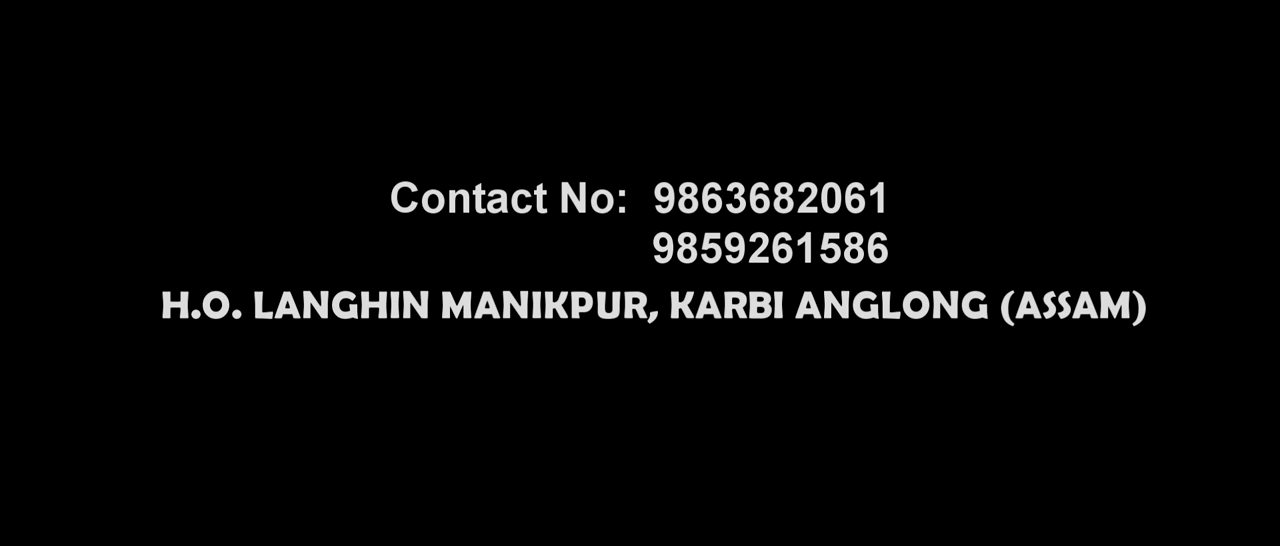 Contact No: 9863682061
9859261586
H.O. LANGHIN MANIKPUR, KARBI ANGLONG (ASSAM)